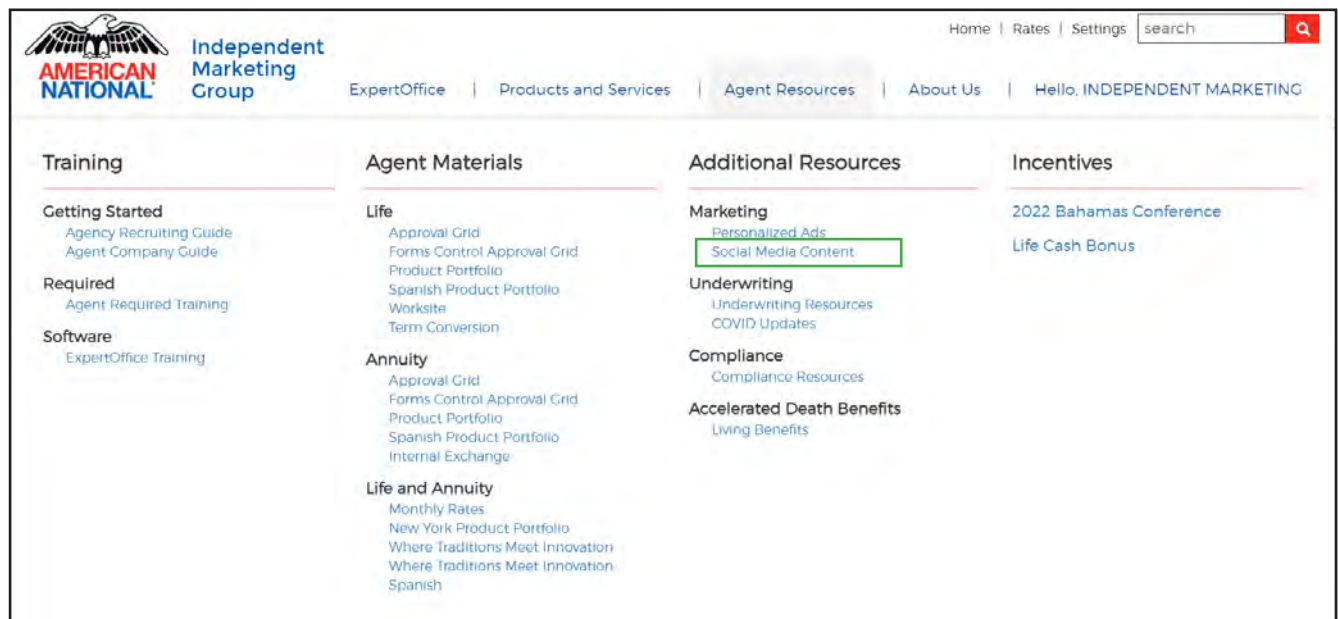 Home | Rates | Settings search
AMERICAN
NATIONAL
Independent
Marketing
Group
ExpertOffice | Products and Services | Agent Resources | About Us | Hello, INDEPENDENT MARKETING
Training
Getting Started
Agency Recruiting Guide
Agent Company Guide
Required
Agent Required Training
Software
ExpertOffice Training
Agent Materials
Life
Approval Grid
Forms Control Approval Grid
Product Portfolio
Spanish Product Portfolio
Worksite
Term Conversion
Annuity
Approval Grid
Forms Control Approval Grid
Product Portfolio
Spanish Product Portfolio
Internal Exchange
Life and Annuity
Monthly Rates
New York Product Portfolio
Where Traditions Meet Innovation
Where Traditions Meet Innovation
Spanish
Additional Resources
Marketing
Personalized Ads
Social Media Content
Underwriting
Underwriting Resources
COVID Updates
Compliance
Compliance Resources
Accelerated Death Benefits
Living Benefits
Incentives
2022 Bahamas Conference
Life Cash Bonus